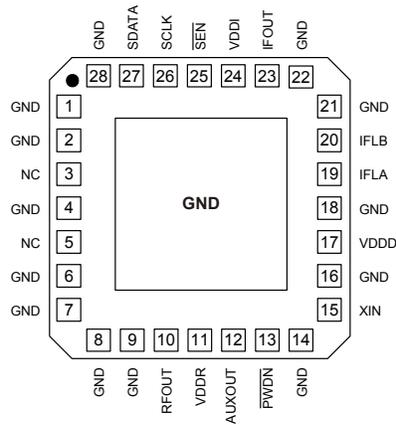 GND SDATA SCLK SEN VDDI IFOUT GND
28 27 26 25 24 23 22
GND 1 21 GND
GND 2 20 IFLB
NC 3 19 IFLA
GND 4 GND 18 GND
NC 5 17 VDDD
GND 6 16 GND
GND 7 15 XIN
8 9 10 11 12 13 14
GND GND RFOUT VDDR AUXOUT PWDN GND